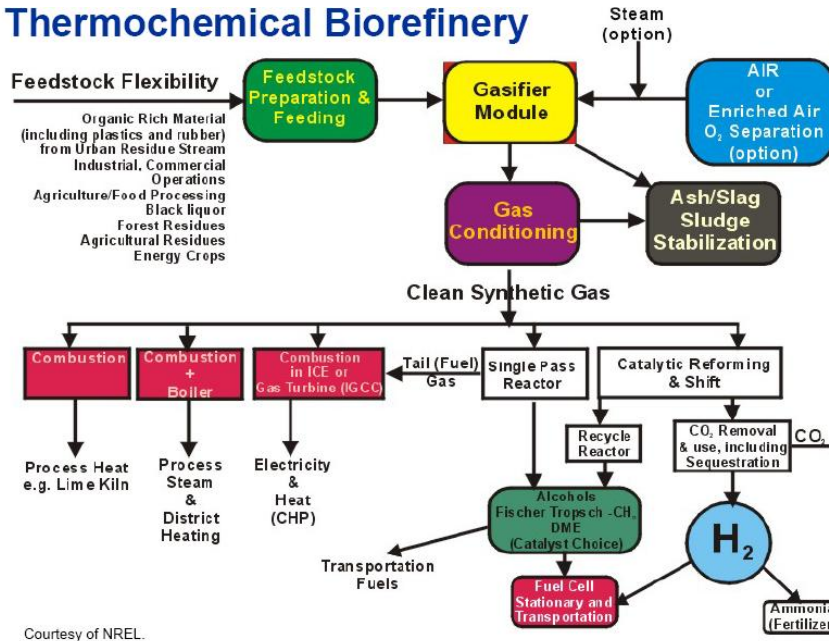 Thermochemical Biorefinery
Steam
(option)
Feedstock Flexibility
Organic Rich Material
(including plastics and rubber)
from Urban Residue Stream
Industrial, Commercial
Operations
Agriculture/Food Processing
Black liquor
Forest Residues
Agricultural Residues
Energy Crops
Feedstock
Preparation &
Feeding
Gasifier
Module
AIR
or
Enriched Air
O₂ Separation
(option)
Gas
Conditioning
Ash/Slag
Sludge
Stabilization
Clean Synthetic Gas
Combustion
Combustion
+
Boiler
Combustion
in ICE or
Gas Turbine (IGCC)
Tail (Fuel)
Gas
Single Pass
Reactor
Catalytic Reforming
& Shift
Recycle
Reactor
CO₂ Removal
& use, including
Sequestration
CO₂
Process Heat
e.g. Lime Kiln
Process
Steam
&
District
Heating
Electricity
&
Heat
(CHP)
Alcohols
Fischer Tropsch -CH₄
DME
(Catalyst Choice)
H₂
Transportation
Fuels
Fuel Cell
Stationary and
Transportation
Ammonia
(Fertilizer
Courtesy of NREL.